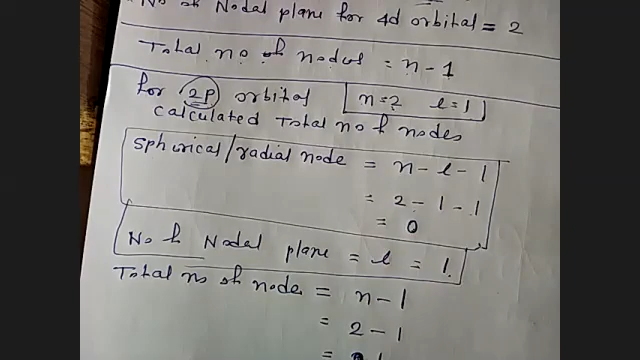 No of Nodal plane for 4d orbital = 2
Total no of nodes = n - 1
for 2p orbital n=2 l=1
calculated Total no of nodes
Spherical/radial node = n - l - 1
= 2 - 1 - 1
= 0
No of Nodal plane = l = 1.
Total no of node = n - 1
= 2 - 1
= 1